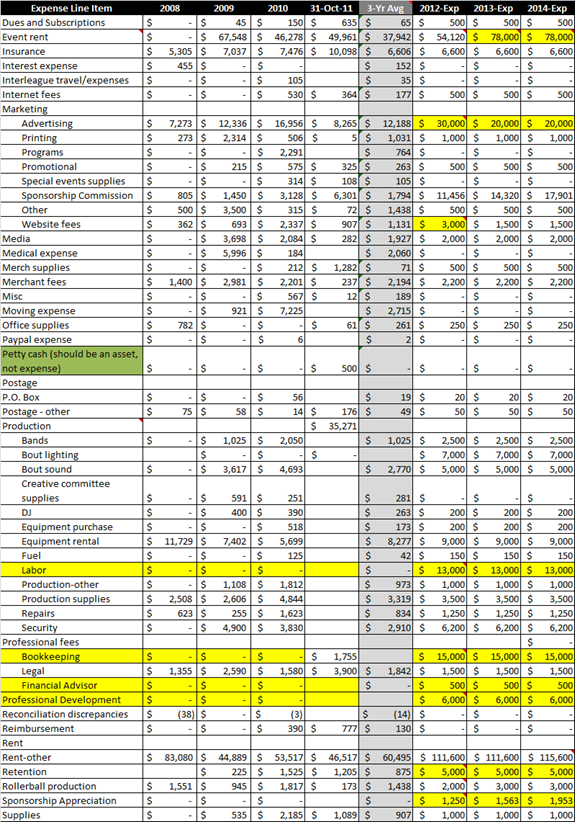 Expense Line Item 2008 2009 2010 31-Oct-11 3-Yr Avg 2012-Exp 2013-Exp 2014-Exp
Dues and Subscriptions $ - $ 45 $ 150 $ 635 $ 65 $ 500 $ 500 $ 500
Event rent $ 67,548 $ 46,278 $ 49,961 $ 37,942 $ 54,120 $ 78,000 $ 78,000
Insurance $ 5,305 $ 7,037 $ 7,476 $ 10,098 $ 6,606 $ 6,600 $ 6,600 $ 6,600
Interest expense $ 455 $ - $ - $ 152 $ - $ - $ -
Interleague travel/expenses $ - $ - $ 105 $ 35 $ - $ - $ -
Internet fees $ - $ - $ 530 $ 364 $ 177 $ 500 $ 500 $ 500
Marketing
Advertising $ 7,273 $ 12,336 $ 16,956 $ 8,265 $ 12,188 $ 30,000 $ 20,000 $ 20,000
Printing $ 273 $ 2,314 $ 506 $ 5 $ 1,031 $ 1,000 $ 1,000 $ 1,000
Programs $ - $ - $ 2,291 $ 764 $ - $ - $ -
Promotional $ - $ 215 $ 575 $ 325 $ 263 $ 500 $ 500 $ 500
Special events supplies $ - $ - $ 314 $ 108 $ 105 $ - $ - $ -
Sponsorship Commission $ 805 $ 1,450 $ 3,128 $ 6,301 $ 1,794 $ 11,456 $ 14,320 $ 17,901
Other $ 500 $ 3,500 $ 315 $ 72 $ 1,438 $ 500 $ 500 $ 500
Website fees $ 362 $ 693 $ 2,337 $ 907 $ 1,131 $ 3,000 $ 1,500 $ 1,500
Media $ - $ 3,698 $ 2,084 $ 282 $ 1,927 $ 2,000 $ 2,000 $ 2,000
Medical expense $ - $ 5,996 $ 184 $ 2,060 $ - $ - $ -
Merch supplies $ - $ - $ 212 $ 1,282 $ 71 $ 500 $ 500 $ 500
Merchant fees $ 1,400 $ 2,981 $ 2,201 $ 237 $ 2,194 $ 2,200 $ 2,200 $ 2,200
Misc $ - $ - $ 567 $ 12 $ 189 $ - $ - $ -
Moving expense $ - $ 921 $ 7,225 $ 2,715 $ - $ - $ -
Office supplies $ 782 $ - $ - $ 61 $ 261 $ 250 $ 250 $ 250
Paypal expense $ - $ - $ 6 $ 2 $ - $ - $ -
Petty cash (should be an asset,
not expense) $ - $ - $ - $ 500 $ - $ - $ - $ -
Postage
P.O. Box $ - $ - $ 56 $ 19 $ 20 $ 20 $ 20
Postage - other $ 75 $ 58 $ 14 $ 176 $ 49 $ 50 $ 50 $ 50
Production $ 35,271
Bands $ - $ 1,025 $ 2,050 $ 1,025 $ 2,500 $ 2,500 $ 2,500
Bout lighting $ - $ - $ - $ 7,000 $ 7,000 $ 7,000
Bout sound $ - $ 3,617 $ 4,693 $ 2,770 $ 5,000 $ 5,000 $ 5,000
Creative committee
supplies $ - $ 591 $ 251 $ 281 $ - $ - $ -
DJ $ - $ 400 $ 390 $ 263 $ 200 $ 200 $ 200
Equipment purchase $ - $ - $ 518 $ 173 $ 200 $ 200 $ 200
Equipment rental $ 11,729 $ 7,402 $ 5,699 $ 8,277 $ 9,000 $ 9,000 $ 9,000
Fuel $ - $ - $ 125 $ 42 $ 150 $ 150 $ 150
Labor $ - $ - $ - $ - $ 13,000 $ 13,000 $ 13,000
Production-other $ - $ 1,108 $ 1,812 $ 973 $ 1,000 $ 1,000 $ 1,000
Production supplies $ 2,508 $ 2,606 $ 4,844 $ 3,319 $ 3,500 $ 3,500 $ 3,500
Repairs $ 623 $ 255 $ 1,623 $ 834 $ 1,250 $ 1,250 $ 1,250
Security $ - $ 4,900 $ 3,830 $ 2,910 $ 6,200 $ 6,200 $ 6,200
Professional fees $ -
Bookkeeping $ - $ - $ - $ 1,755 $ 15,000 $ 15,000 $ 15,000
Legal $ 1,355 $ 2,590 $ 1,580 $ 3,900 $ 1,842 $ 1,500 $ 1,500 $ 1,500
Financial Advisor $ - $ - $ - $ - $ 500 $ 500 $ 500
Professional Development $ - $ - $ - $ 6,000 $ 6,000 $ 6,000
Reconciliation discrepancies $ (38) $ - $ (3) $ (14) $ - $ - $ -
Reimbursement $ - $ - $ 390 $ 777 $ 130 $ - $ - $ -
Rent
Rent-other $ 83,080 $ 44,889 $ 53,517 $ 46,517 $ 60,495 $ 111,600 $ 111,600 $ 115,600
Retention $ 225 $ 1,525 $ 1,205 $ 875 $ 5,000 $ 5,000 $ 5,000
Rollerball production $ 1,551 $ 945 $ 1,817 $ 173 $ 1,438 $ 2,000 $ 3,000 $ 3,000
Sponsorship Appreciation $ - $ - $ - $ - $ 1,250 $ 1,563 $ 1,953
Supplies $ - $ 535 $ 2,185 $ 1,089 $ 907 $ 1,000 $ 1,000 $ 1,000